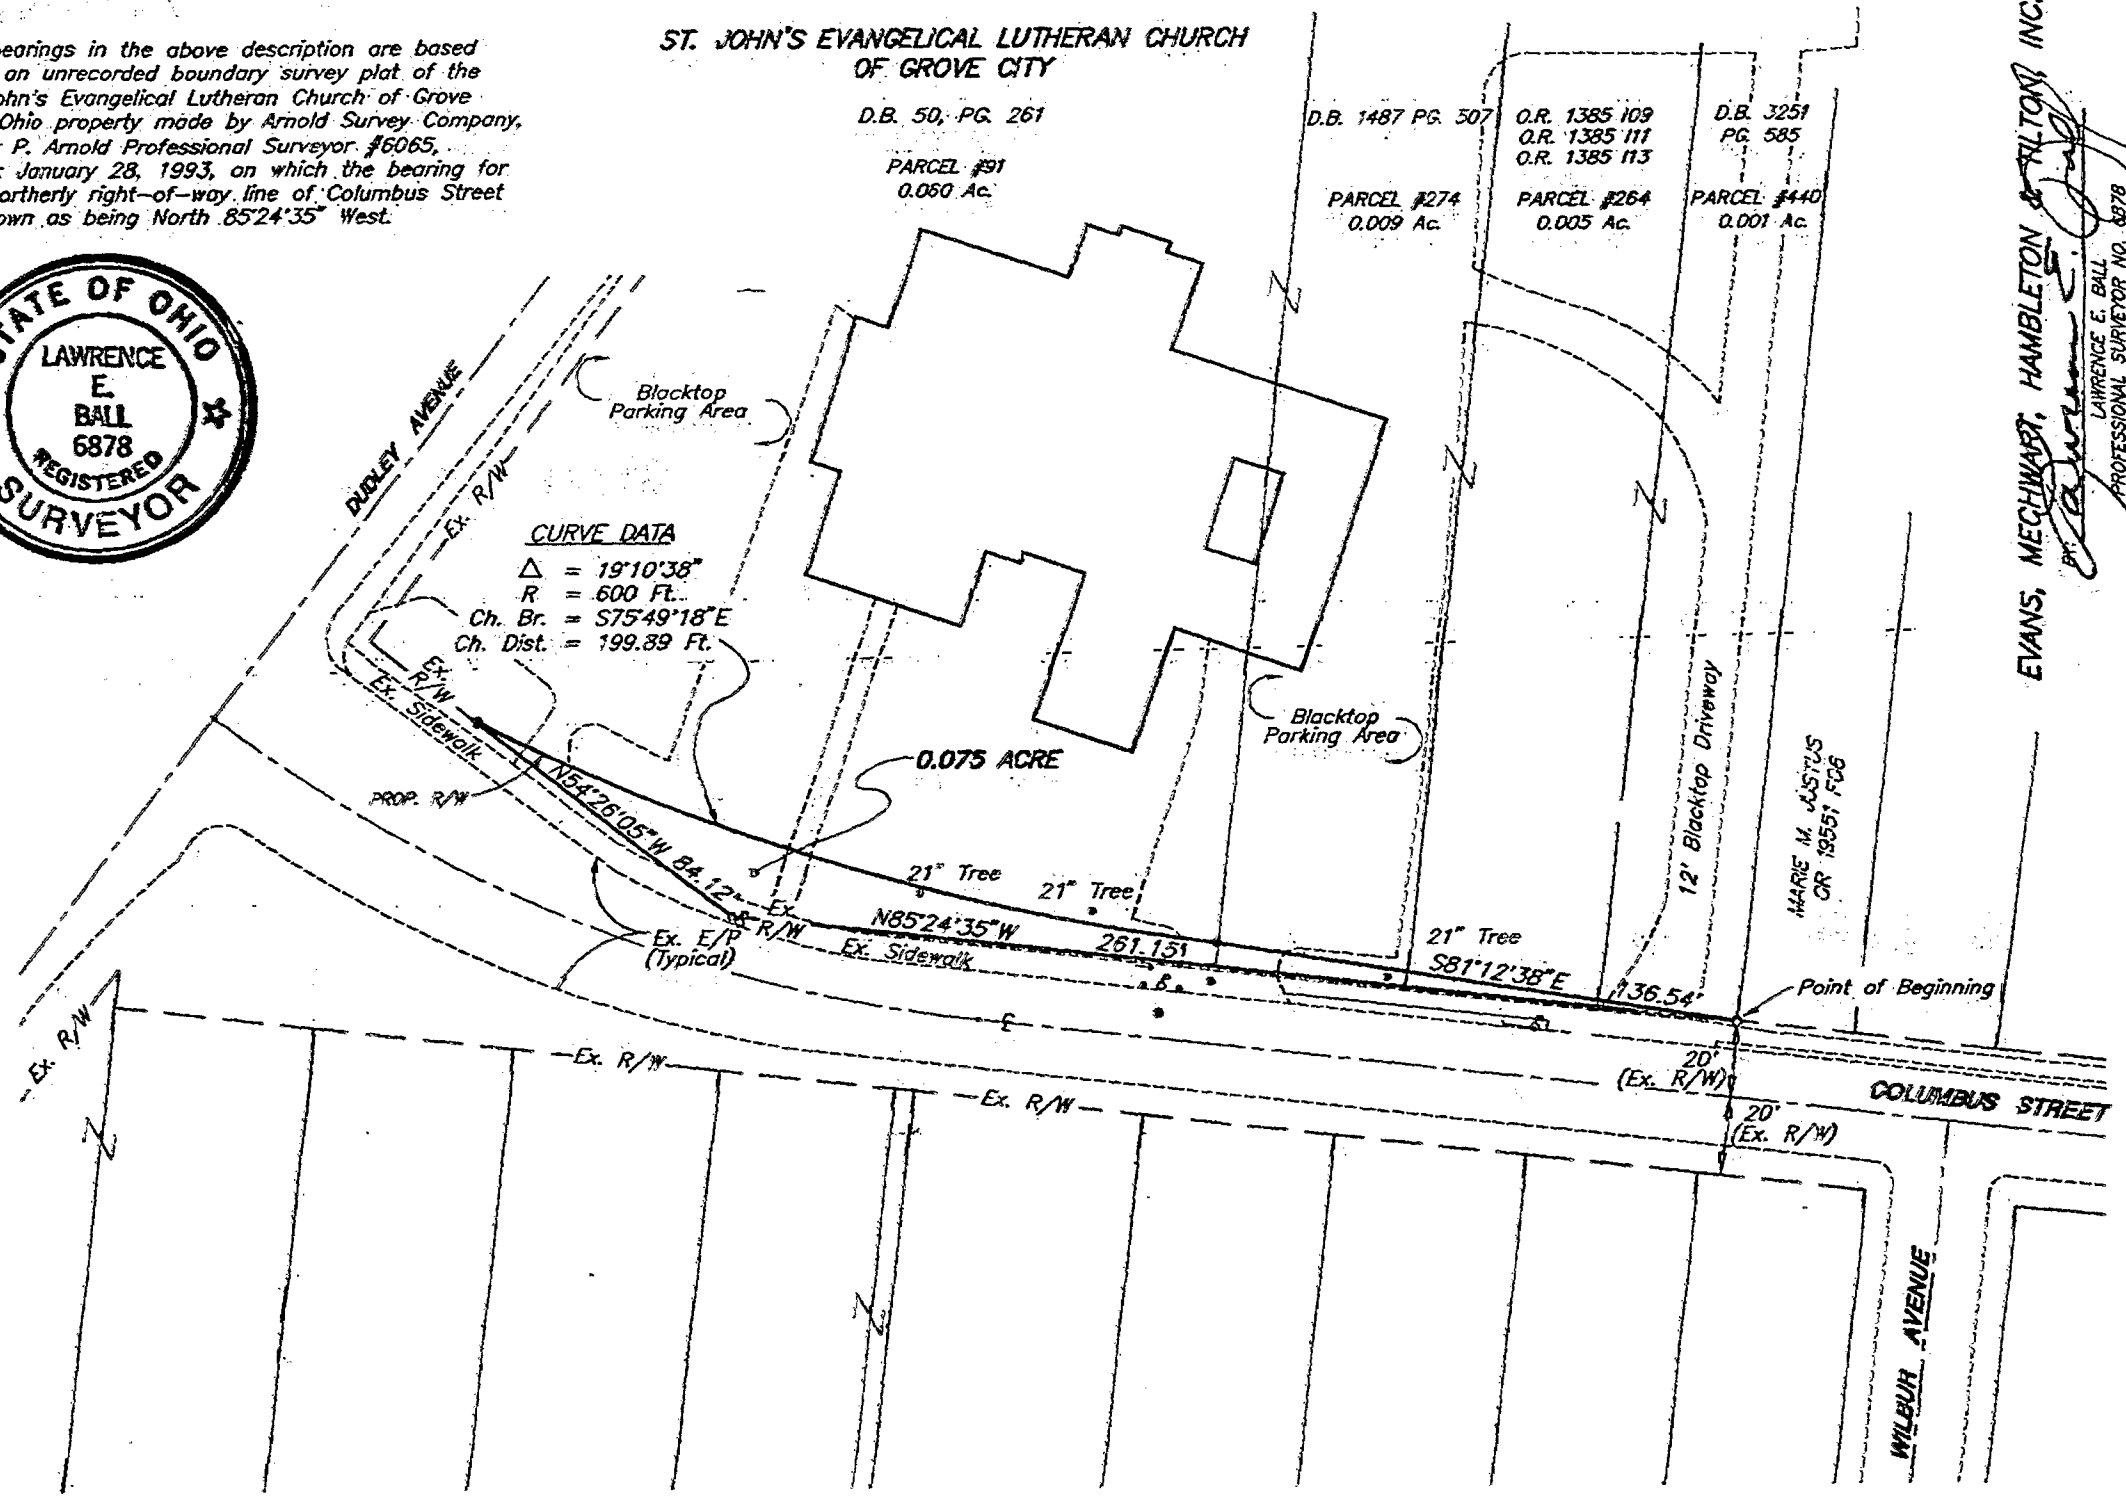 earings in the above description are based
an unrecorded boundary survey plat of the
ohn's Evangelical Lutheran Church of Grove
Ohio property made by Arnold Survey Company,
P. Arnold Professional Surveyor #6065,
January 28, 1993, on which the bearing for
ortherly right-of-way line of Columbus Street
own as being North 85°24'35" West.
STATE OF OHIO
LAWRENCE
E.
BALL
6878
REGISTERED
SURVEYOR
ST. JOHN'S EVANGELICAL LUTHERAN CHURCH
OF GROVE CITY
D.B. 50, PG. 261
PARCEL #91
0.060 Ac.
D.B. 1487 PG. 507
PARCEL #274
0.009 Ac.
O.R. 1385 I09
O.R. 1385 I11
O.R. 1385 I13
PARCEL #264
0.005 Ac.
D.B. 3251
PG. 585
PARCEL #440
0.001 Ac.
EVANS, MECHWART, HAMBLETON & TILTON, INC.
BY:
LAWRENCE E. BALL
PROFESSIONAL SURVEYOR NO. 6878
DUDLEY AVENUE
Ex. R/W
Blacktop
Parking Area
CURVE DATA
Δ = 19°10'38"
R = 600 Ft.
Ch. Br. = S75°49'18"E
Ch. Dist. = 199.89 Ft.
Ex.
R/W
Ex. Sidewalk
PROP. R/W
N54°26'05"W 84.12'
0.075 ACRE
Blacktop
Parking Area
12' Blacktop Driveway
MARIE M. JUSTUS
OR 19551 F06
21" Tree
21" Tree
21" Tree
Ex.
R/W
N85°24'35"W
261.15'
Ex. Sidewalk
S81°12'38"E
136.54'
Point of Beginning
Ex. E/P
(Typical)
Ex. R/W
Ex. R/W
Ex. R/W
20'
(Ex. R/W)
20'
(Ex. R/W)
COLUMBUS STREET
WILBUR AVENUE